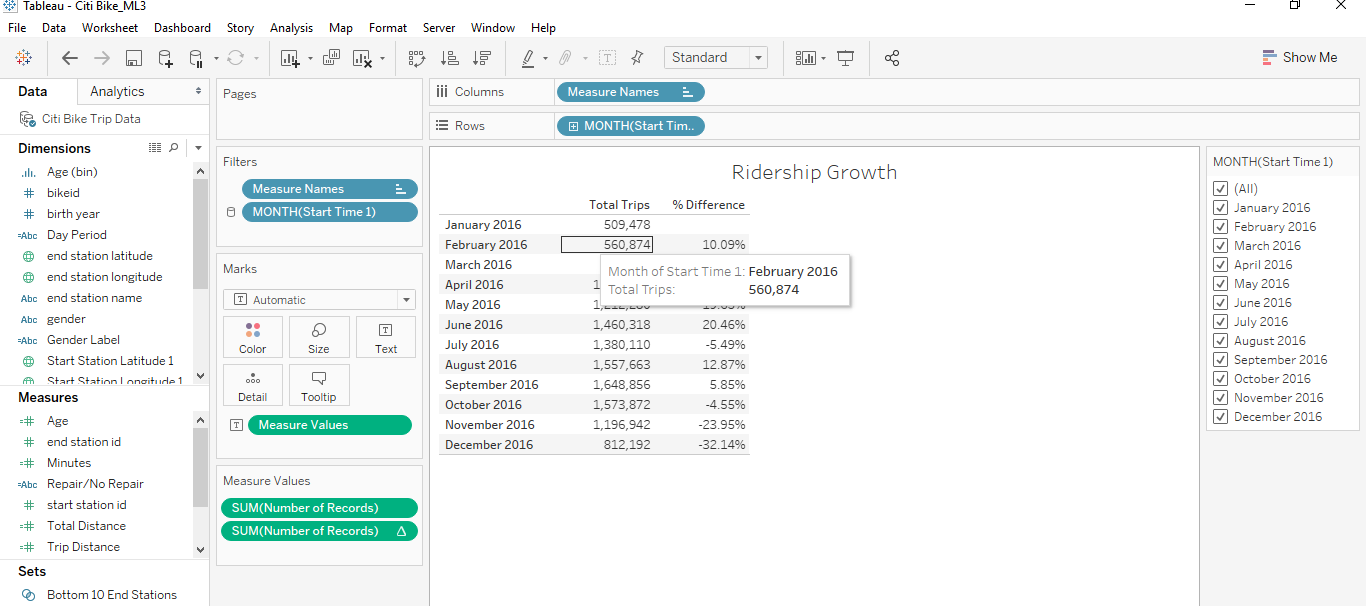 Tableau - Citi Bike_ML3
File Data Worksheet Dashboard Story Analysis Map Format Server Window Help
Standard
Show Me
Data Analytics
Citi Bike Trip Data
Dimensions
Age (bin)
bikeid
birth year
Abc Day Period
end station latitude
end station longitude
Abc end station name
Abc gender
Abc Gender Label
Start Station Latitude 1
Start Station Longitude 1
Measures
Age
end station id
Minutes
Abc Repair/No Repair
start station id
Total Distance
Trip Distance
Sets
Bottom 10 End Stations
Pages
Filters
Measure Names
MONTH(Start Time 1)
Marks
T Automatic
Color Size T Text
Detail Tooltip
T Measure Values
Measure Values
SUM(Number of Records)
SUM(Number of Records) Δ
Columns Measure Names
Rows MONTH(Start Tim..
Ridership Growth
Total Trips % Difference
January 2016 509,478
February 2016 560,874 10.09%
March 2016
April 2016
May 2016
June 2016 1,460,318 20.46%
July 2016 1,380,110 -5.49%
August 2016 1,557,663 12.87%
September 2016 1,648,856 5.85%
October 2016 1,573,872 -4.55%
November 2016 1,196,942 -23.95%
December 2016 812,192 -32.14%
Month of Start Time 1: February 2016
Total Trips: 560,874
MONTH(Start Time 1)
(All)
January 2016
February 2016
March 2016
April 2016
May 2016
June 2016
July 2016
August 2016
September 2016
October 2016
November 2016
December 2016